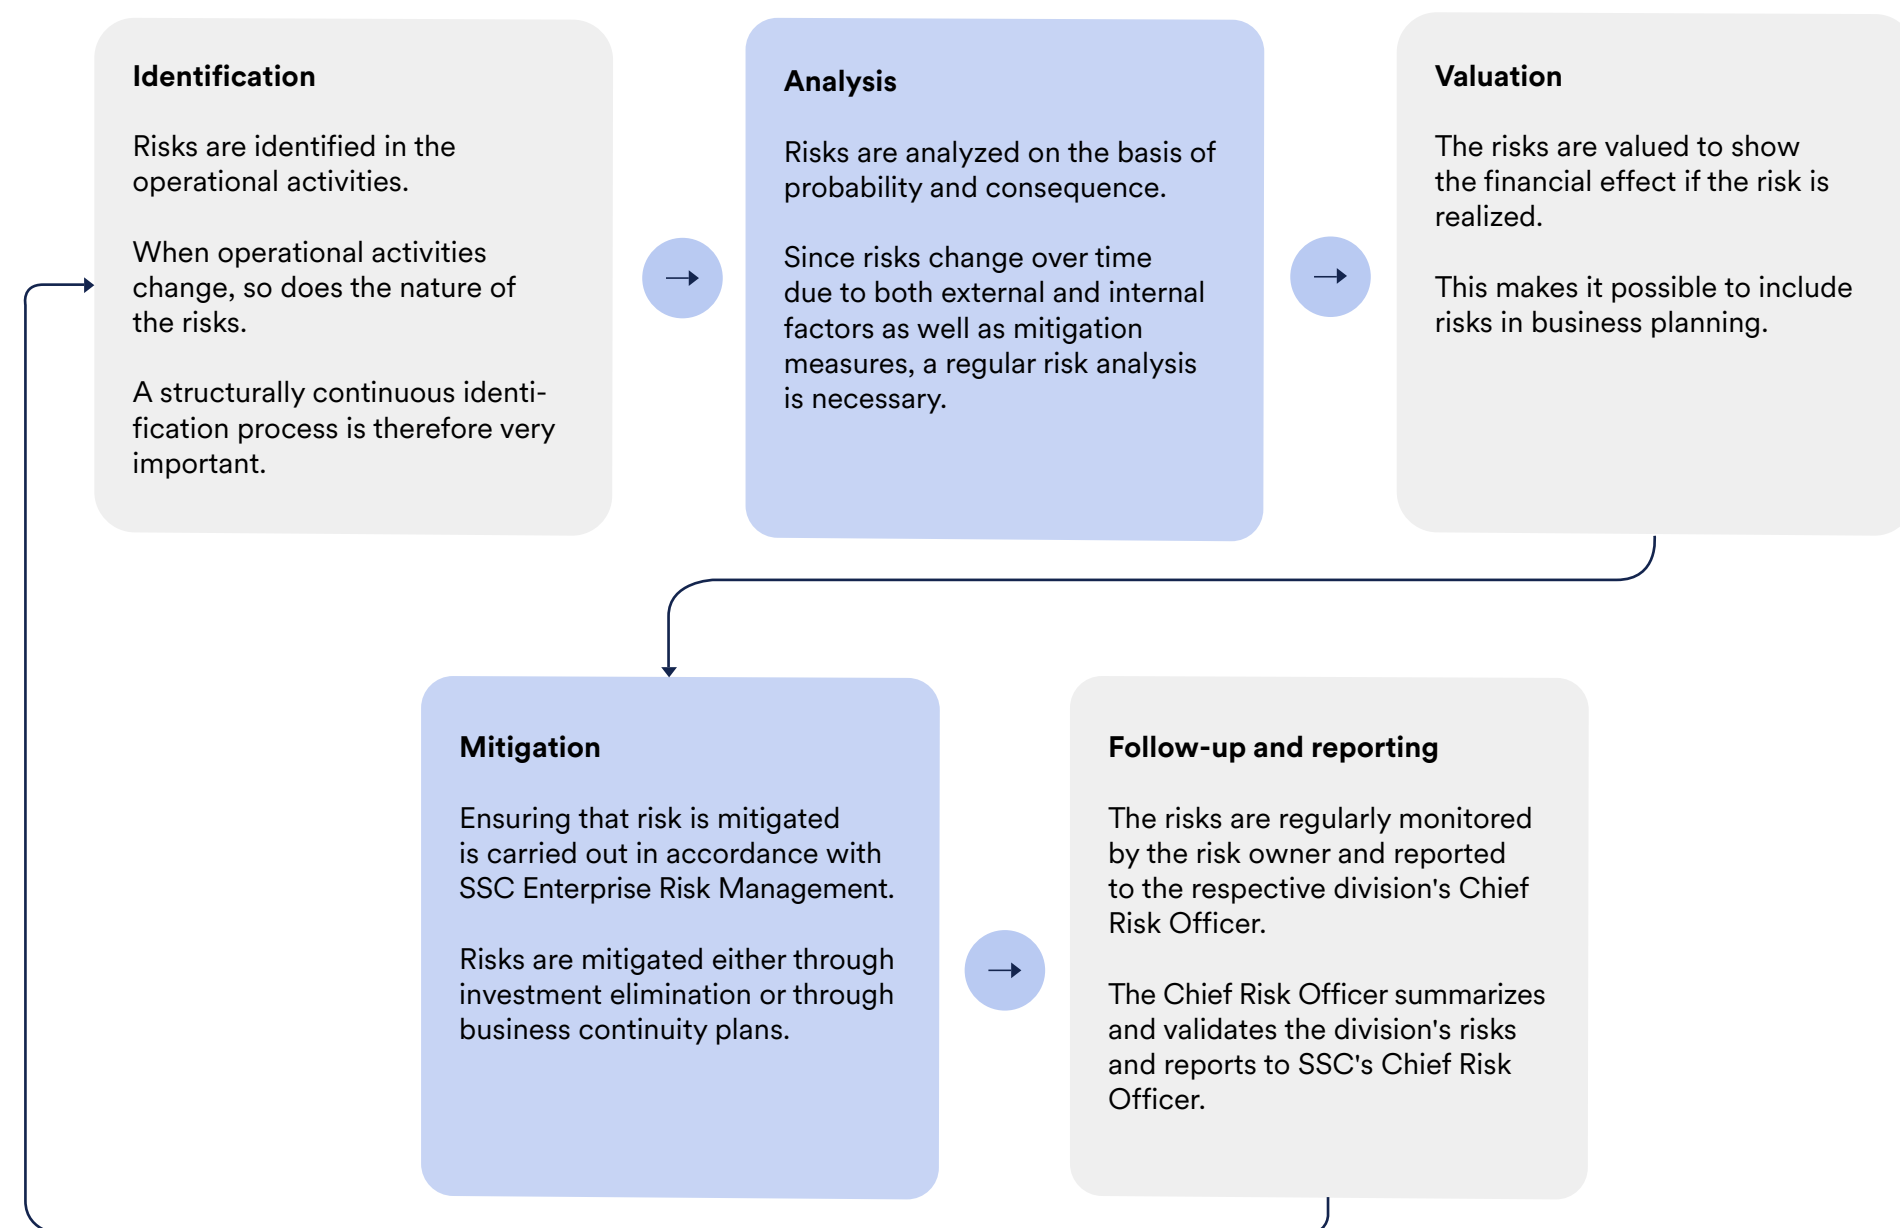 Identification
Risks are identified in the
operational activities.
When operational activities
change, so does the nature of
the risks.
A structurally continuous identi-
fication process is therefore very
important.
Analysis
Risks are analyzed on the basis of
probability and consequence.
Since risks change over time
due to both external and internal
factors as well as mitigation
measures, a regular risk analysis
is necessary.
Valuation
The risks are valued to show
the financial effect if the risk is
realized.
This makes it possible to include
risks in business planning.
Mitigation
Ensuring that risk is mitigated
is carried out in accordance with
SSC Enterprise Risk Management.
Risks are mitigated either through
investment elimination or through
business continuity plans.
Follow-up and reporting
The risks are regularly monitored
by the risk owner and reported
to the respective division's Chief
Risk Officer.
The Chief Risk Officer summarizes
and validates the division's risks
and reports to SSC's Chief Risk
Officer.